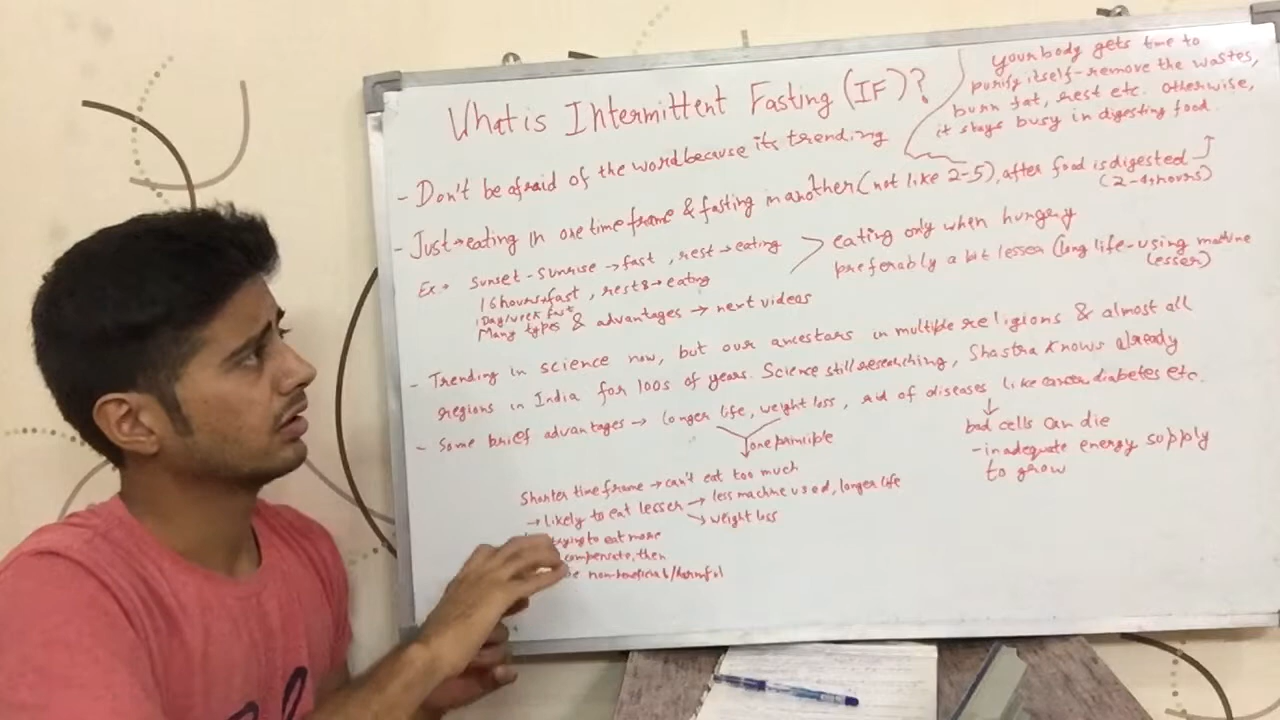 What is Intermittent Fasting (IF)?
your body gets time to
purify itself - remove the wastes,
burn fat, rest etc. Otherwise,
it stays busy in digesting food.
- Don't be afraid of the word because its trending
- Just → eating in one time frame & fasting in another (not like 2-5), after food is digested
(2-4 hours)
Ex. Sunset - Sunrise → fast, rest → eating
16 hours → fast, rest 8 → eating
1 Day/week fast
Many types & advantages → next videos
eating only when hungry
preferably a bit lesser (long life - using machine
lesser)
- Trending in science now, but our ancestors in multiple religions & almost all
regions in India for 100s of years. Science still researching, Shastra knows already
- Some brief advantages → longer life, weight loss, rid of diseases like cancer, diabetes etc.
one principle
bad cells can die
- inadequate energy supply
to grow
Shorter time frame → can't eat too much
→ likely to eat lesser → less machine used, longer life
→ weight loss
trying to eat more
compensate, then
be non-beneficial/harmful